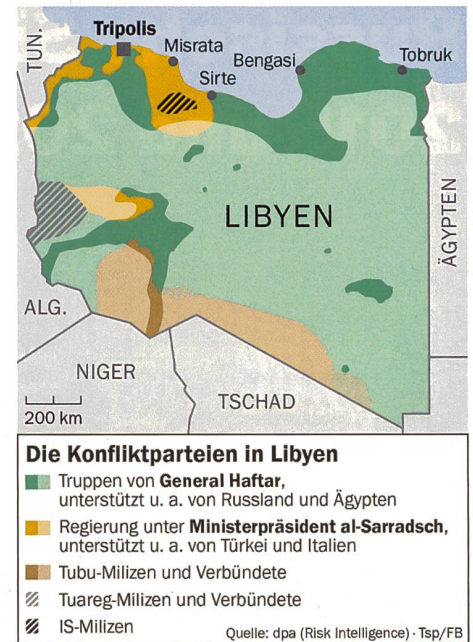 TUN.
Tripolis
Misrata
Sirte
Bengasi
Tobruk
LIBYEN
ÄGYPTEN
ALG.
NIGER
TSCHAD
200 km
Die Konfliktparteien in Libyen
Truppen von General Haftar,
unterstützt u. a. von Russland und Ägypten
Regierung unter Ministerpräsident al-Sarradsch,
unterstützt u. a. von Türkei und Italien
Tubu-Milizen und Verbündete
Tuareg-Milizen und Verbündete
IS-Milizen
Quelle: dpa (Risk Intelligence) · Tsp/FB